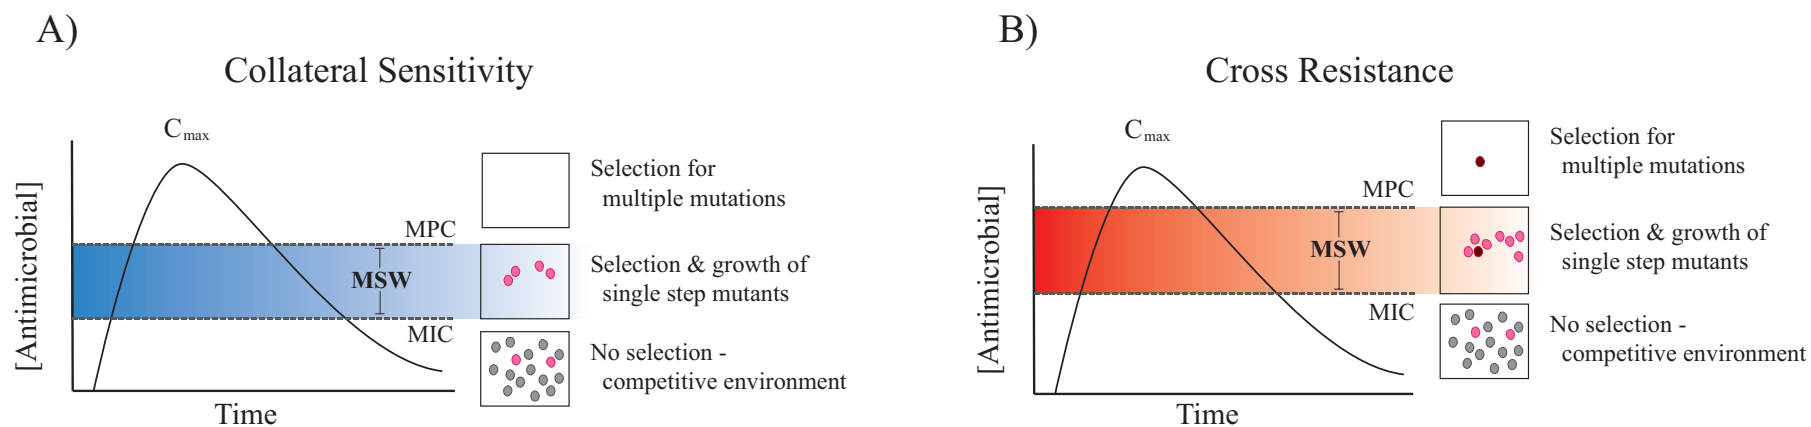 A)
Collateral Sensitivity
C max
[Antimicrobial]
MPC
MSW
MIC
Time
Selection for
multiple mutations
Selection & growth of
single step mutants
No selection -
competitive environment
B)
Cross Resistance
C max
[Antimicrobial]
MPC
MSW
MIC
Time
Selection for
multiple mutations
Selection & growth of
single step mutants
No selection -
competitive environment